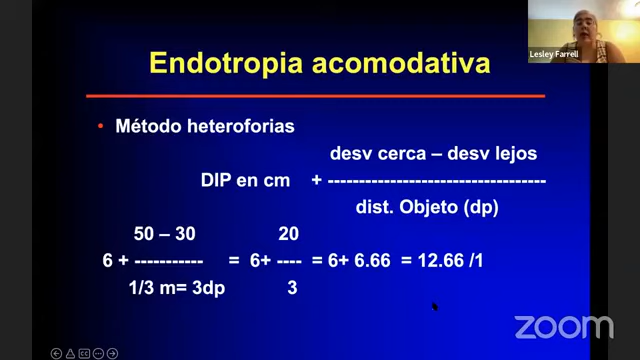 Lesley Farrell
Endotropia acomodativa
• Método heteroforias
desv cerca – desv lejos
DIP en cm + -----------------------------------
dist. Objeto (dp)
50 – 30 20
6 + ----------- = 6+ ---- = 6+ 6.66 = 12.66 /1
1/3 m= 3dp 3
zoom